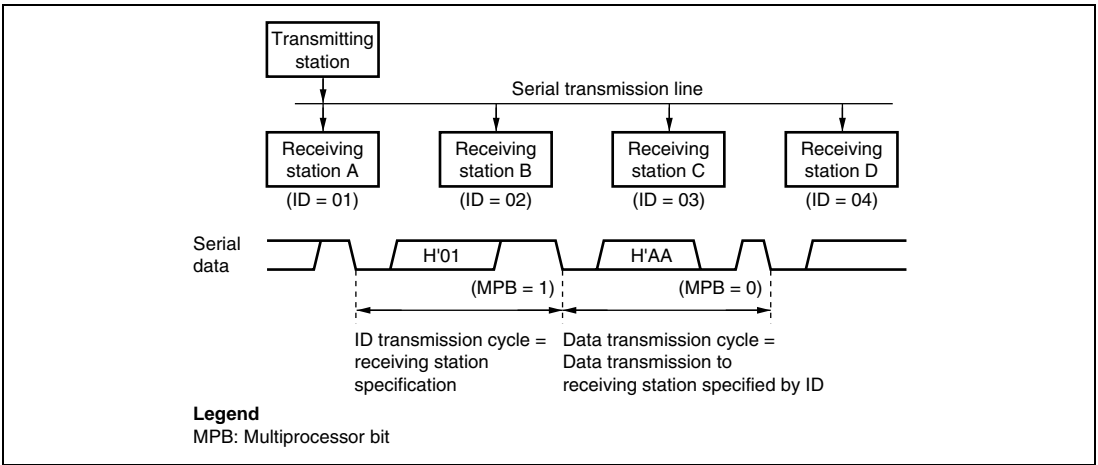 Transmitting
station
Serial transmission line
Receiving
station A
Receiving
station B
Receiving
station C
Receiving
station D
(ID = 01)
(ID = 02)
(ID = 03)
(ID = 04)
Serial
data
H'01
H'AA
(MPB = 1)
(MPB = 0)
ID transmission cycle =
receiving station
specification
Data transmission cycle =
Data transmission to
receiving station specified by ID
Legend
MPB: Multiprocessor bit